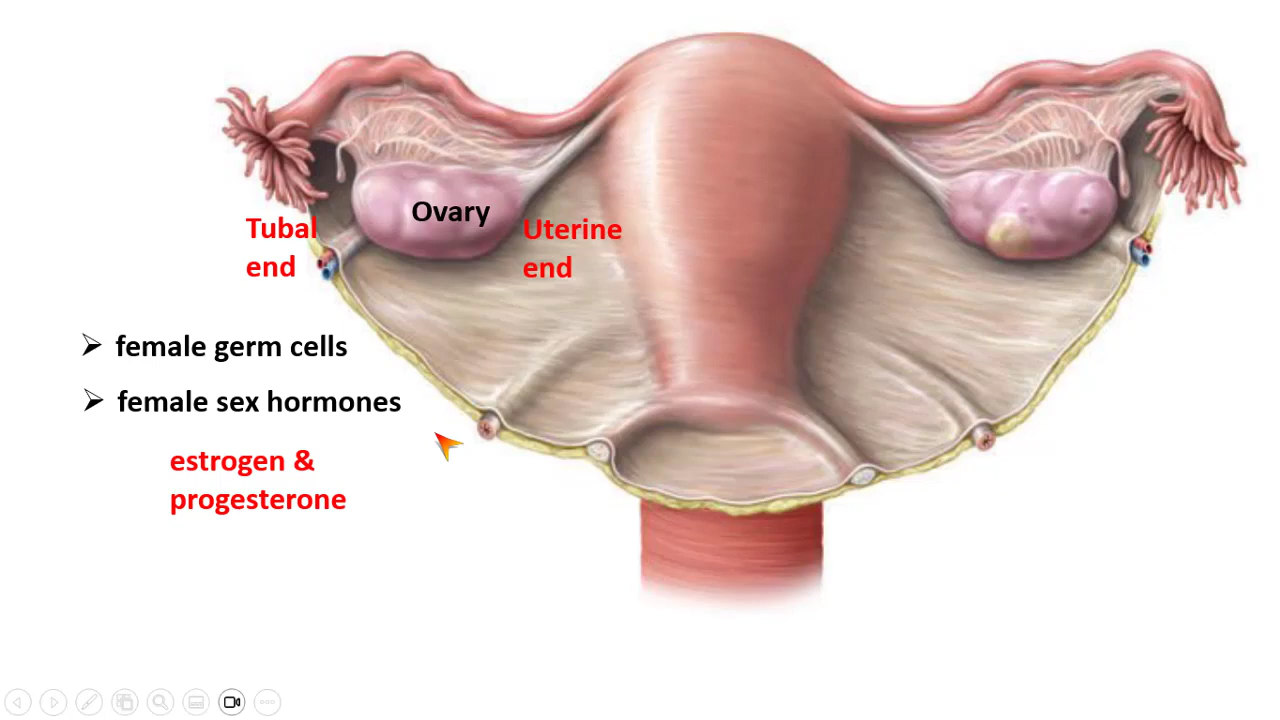 Ovary
Tubal
end
Uterine
end
female germ cells
female sex hormones
estrogen &
progesterone